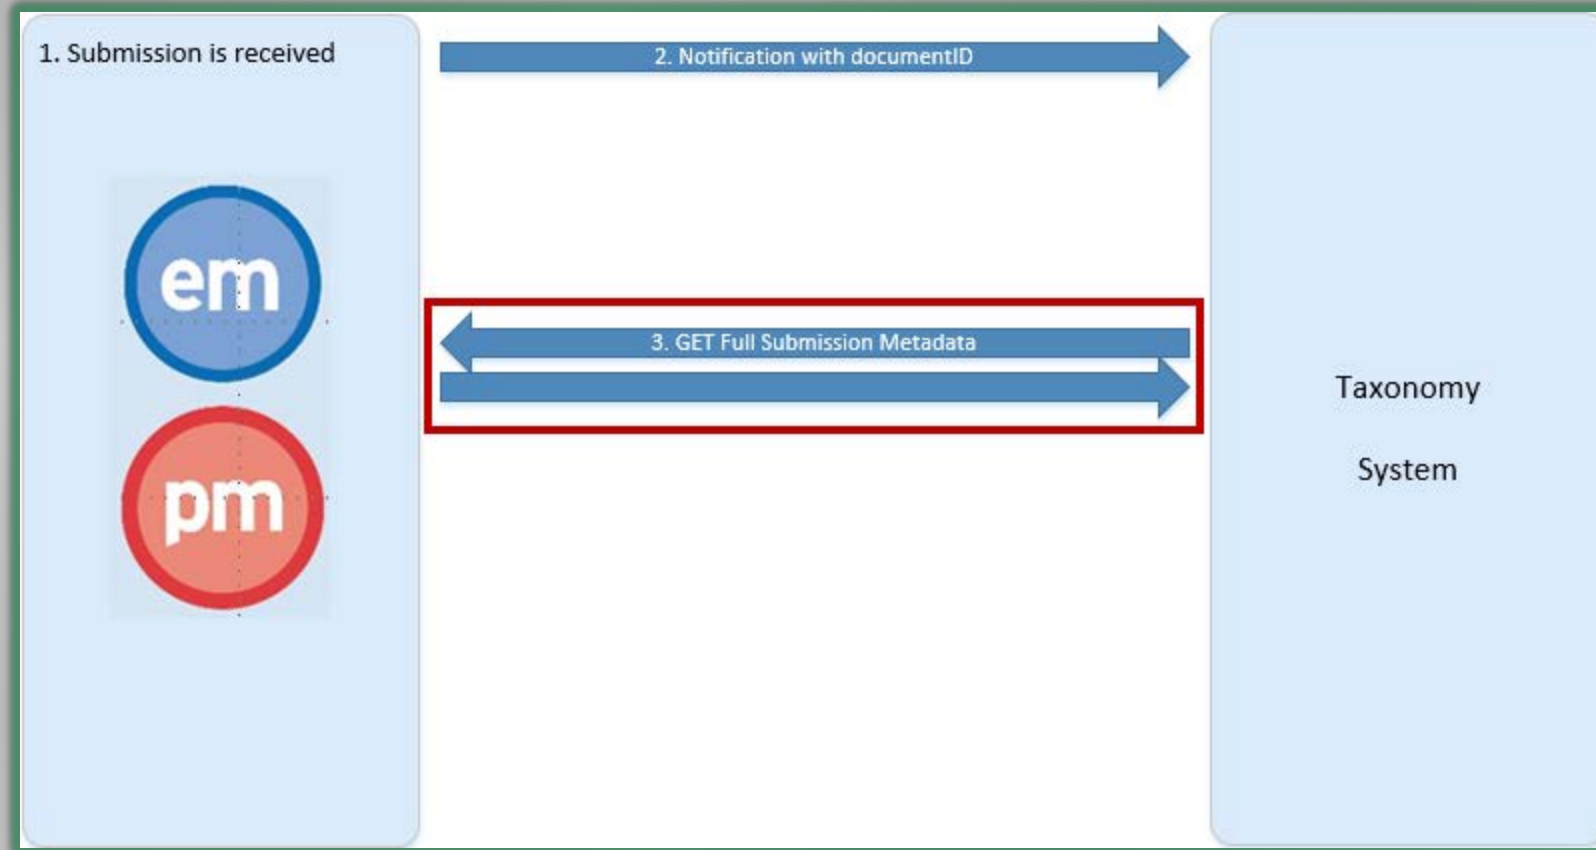 1. Submission is received
2. Notification with documentID
em
3. GET Full Submission Metadata
Taxonomy
System
pm